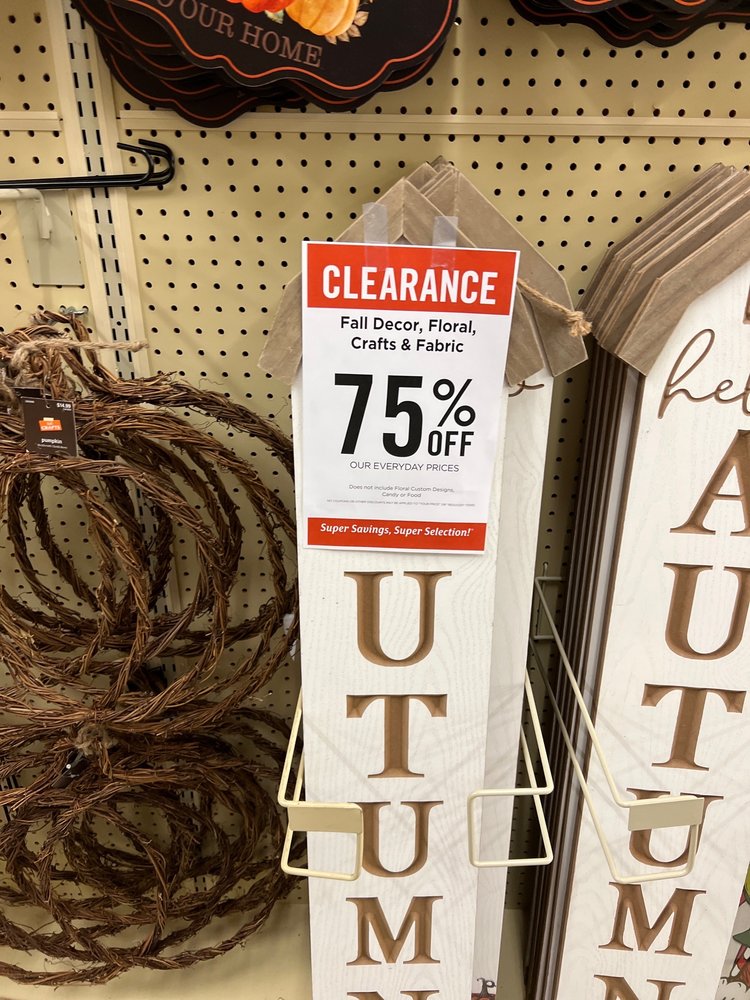 OUR HOME
CLEARANCE
Fall Decor, Floral,
Crafts & Fabric
75% OFF
OUR EVERYDAY PRICES
Does not include Floral Custom Designs,
Candy or Food
Super Savings, Super Selection!
$14.99
pumpkin
U
T
U
M
N
hel
A
U
T
U
M
N